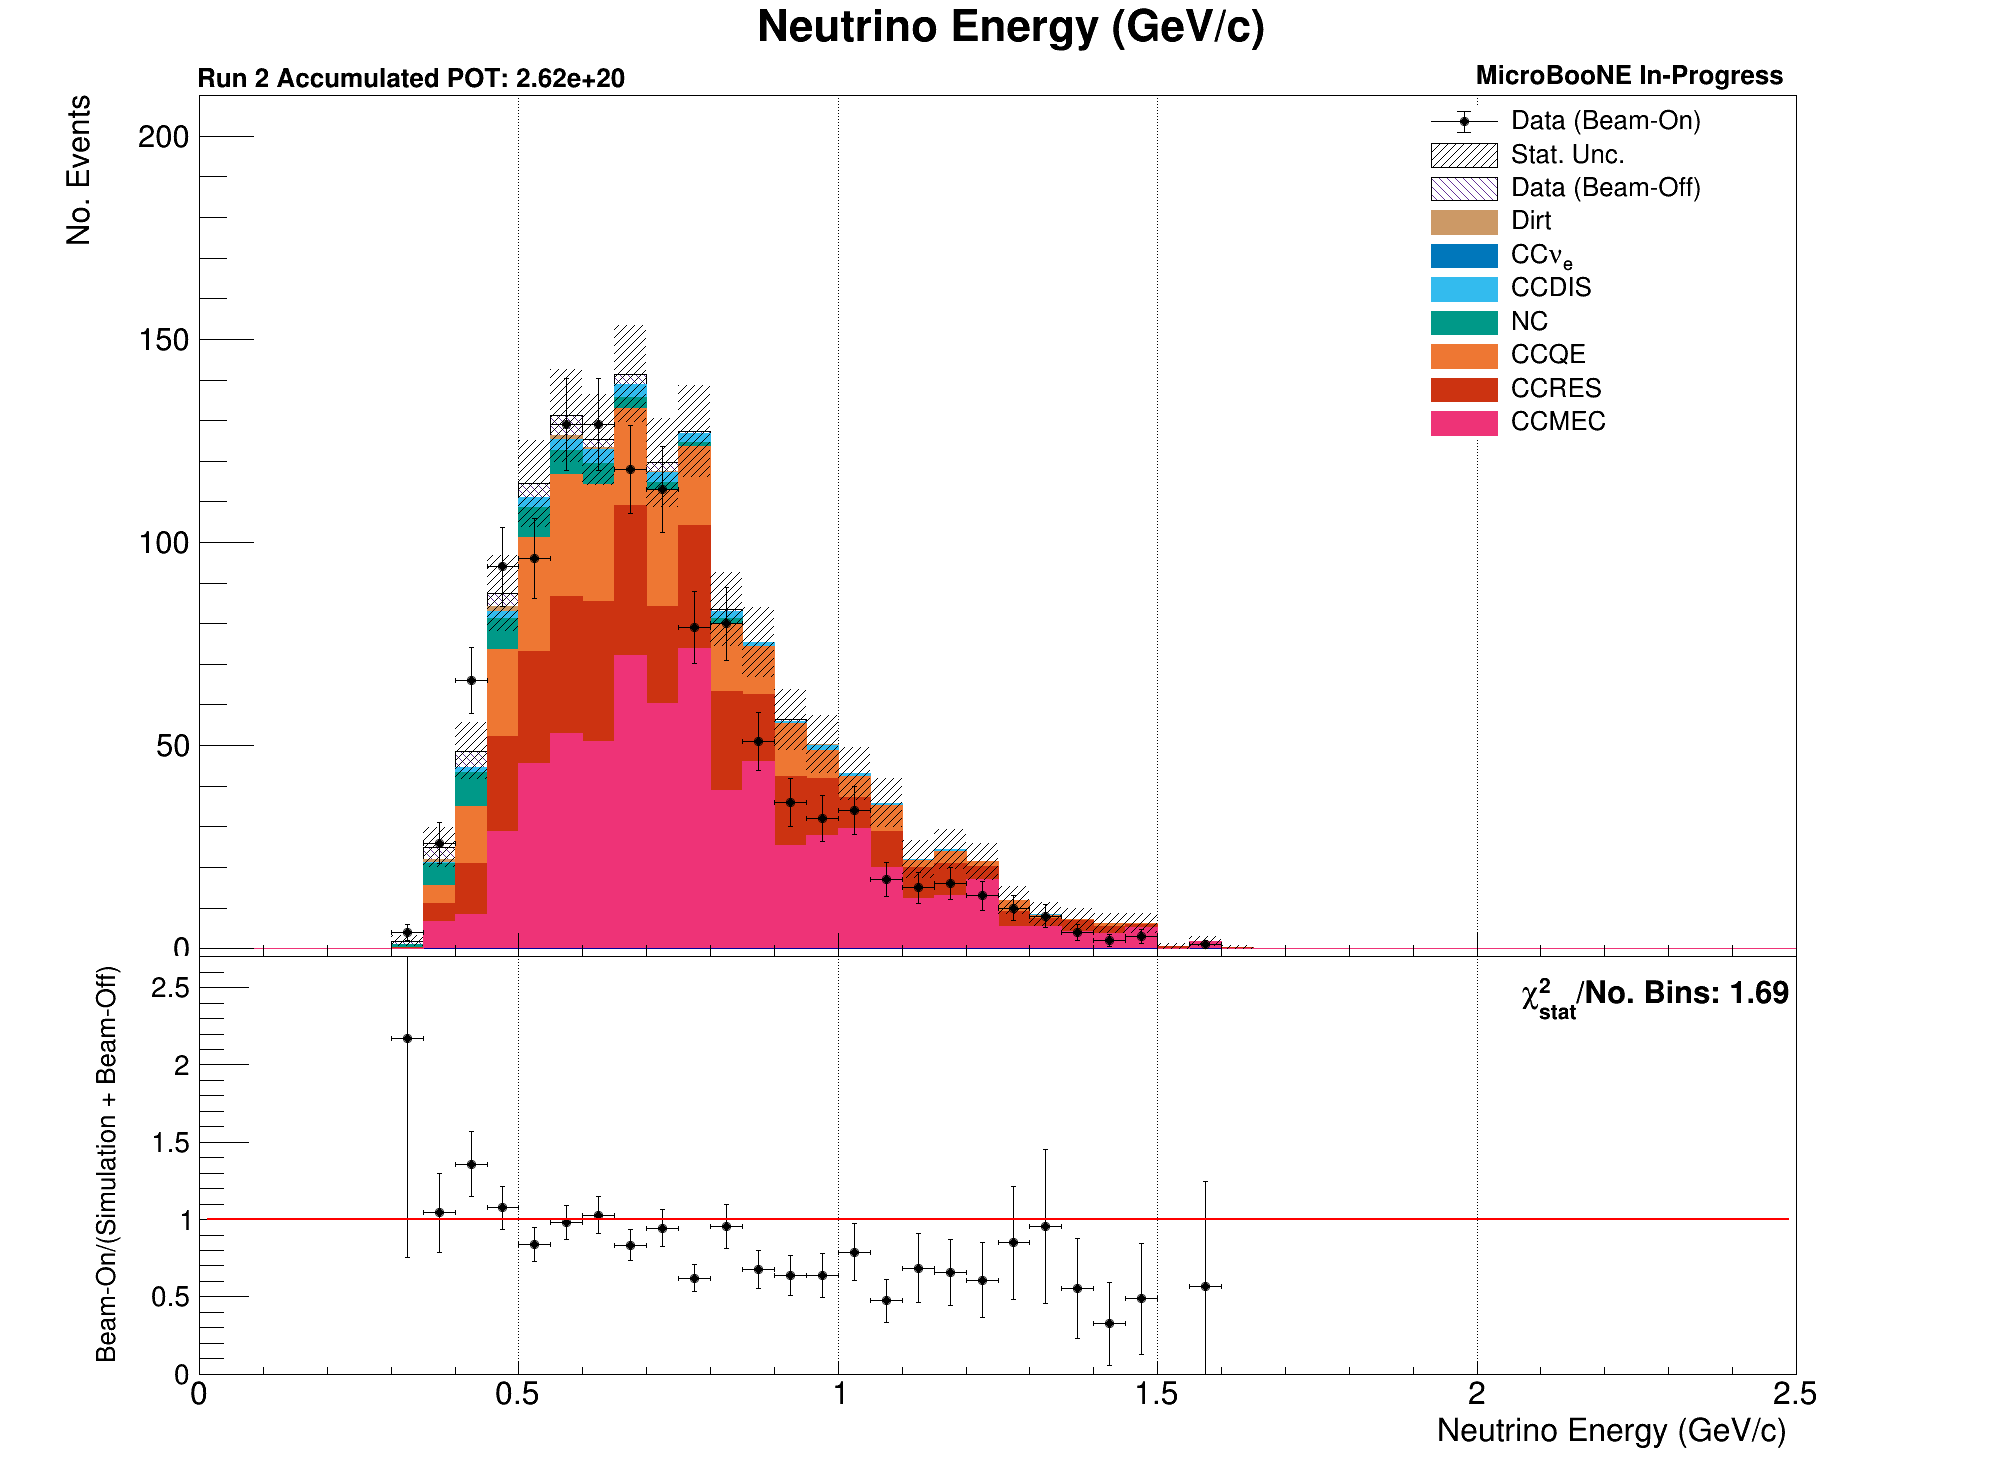 Neutrino Energy (GeV/c)
Run 2 Accumulated POT: 2.62e+20
MicroBooNE In-Progress
No. Events
200
150
100
50
0
Data (Beam-On)
Stat. Unc.
Data (Beam-Off)
Dirt
CCνe
CCDIS
NC
CCQE
CCRES
CCMEC
Beam-On/(Simulation + Beam-Off)
2.5
2
1.5
1
0.5
0
χ²stat/No. Bins: 1.69
0 0.5 1 1.5 2 2.5
Neutrino Energy (GeV/c)